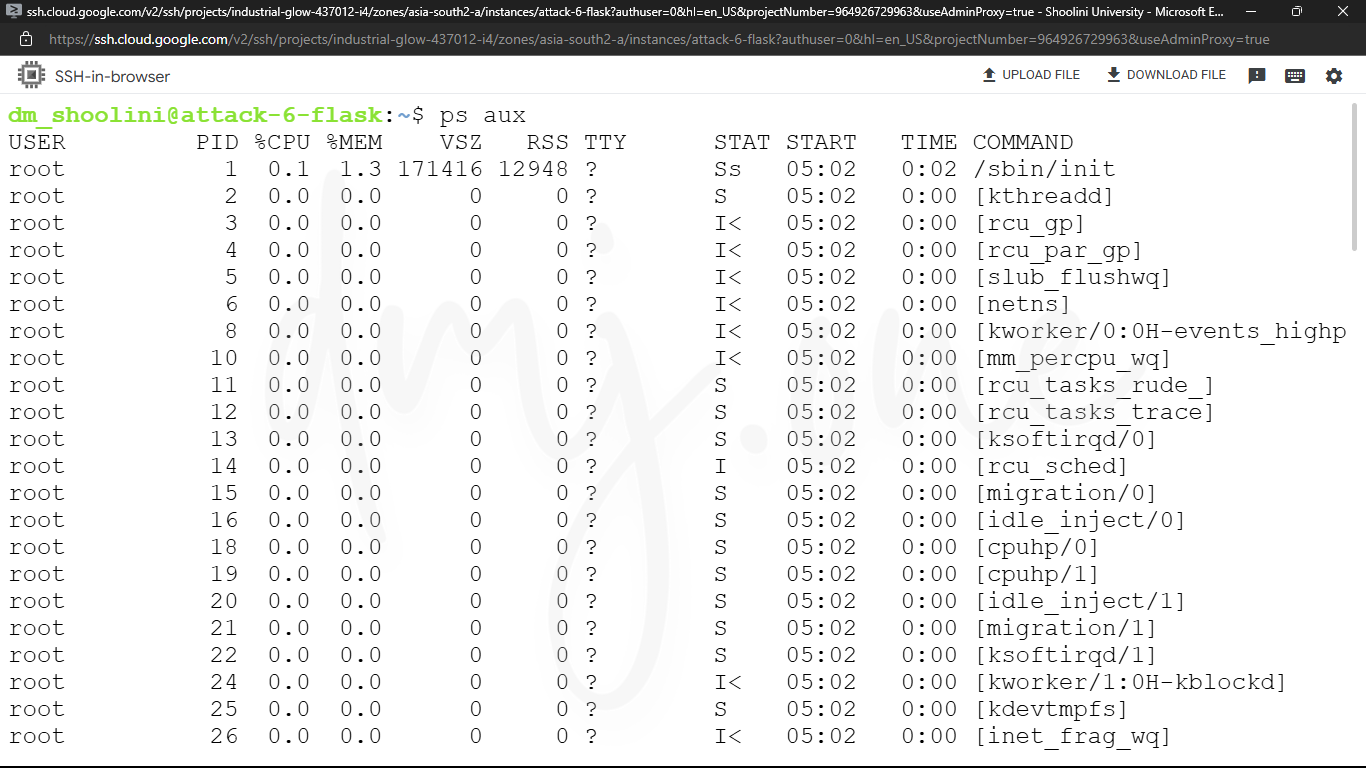 ssh.cloud.google.com/v2/ssh/projects/industrial-glow-437012-i4/zones/asia-south2-a/instances/attack-6-flask?authuser=0&hl=en_US&projectNumber=964926729963&useAdminProxy=true - Shoolini University - Microsoft E...
https://ssh.cloud.google.com/v2/ssh/projects/industrial-glow-437012-i4/zones/asia-south2-a/instances/attack-6-flask?authuser=0&hl=en_US&projectNumber=964926729963&useAdminProxy=true
SSH-in-browser UPLOAD FILE DOWNLOAD FILE
dm_shoolini@attack-6-flask:~$ ps aux
USER PID %CPU %MEM VSZ RSS TTY STAT START TIME COMMAND
root 1 0.1 1.3 171416 12948 ? Ss 05:02 0:02 /sbin/init
root 2 0.0 0.0 0 0 ? S 05:02 0:00 [kthreadd]
root 3 0.0 0.0 0 0 ? I< 05:02 0:00 [rcu_gp]
root 4 0.0 0.0 0 0 ? I< 05:02 0:00 [rcu_par_gp]
root 5 0.0 0.0 0 0 ? I< 05:02 0:00 [slub_flushwq]
root 6 0.0 0.0 0 0 ? I< 05:02 0:00 [netns]
root 8 0.0 0.0 0 0 ? I< 05:02 0:00 [kworker/0:0H-events_highp
root 10 0.0 0.0 0 0 ? I< 05:02 0:00 [mm_percpu_wq]
root 11 0.0 0.0 0 0 ? S 05:02 0:00 [rcu_tasks_rude_]
root 12 0.0 0.0 0 0 ? S 05:02 0:00 [rcu_tasks_trace]
root 13 0.0 0.0 0 0 ? S 05:02 0:00 [ksoftirqd/0]
root 14 0.0 0.0 0 0 ? I 05:02 0:00 [rcu_sched]
root 15 0.0 0.0 0 0 ? S 05:02 0:00 [migration/0]
root 16 0.0 0.0 0 0 ? S 05:02 0:00 [idle_inject/0]
root 18 0.0 0.0 0 0 ? S 05:02 0:00 [cpuhp/0]
root 19 0.0 0.0 0 0 ? S 05:02 0:00 [cpuhp/1]
root 20 0.0 0.0 0 0 ? S 05:02 0:00 [idle_inject/1]
root 21 0.0 0.0 0 0 ? S 05:02 0:00 [migration/1]
root 22 0.0 0.0 0 0 ? S 05:02 0:00 [ksoftirqd/1]
root 24 0.0 0.0 0 0 ? I< 05:02 0:00 [kworker/1:0H-kblockd]
root 25 0.0 0.0 0 0 ? S 05:02 0:00 [kdevtmpfs]
root 26 0.0 0.0 0 0 ? I< 05:02 0:00 [inet_frag_wq]
dmj.one